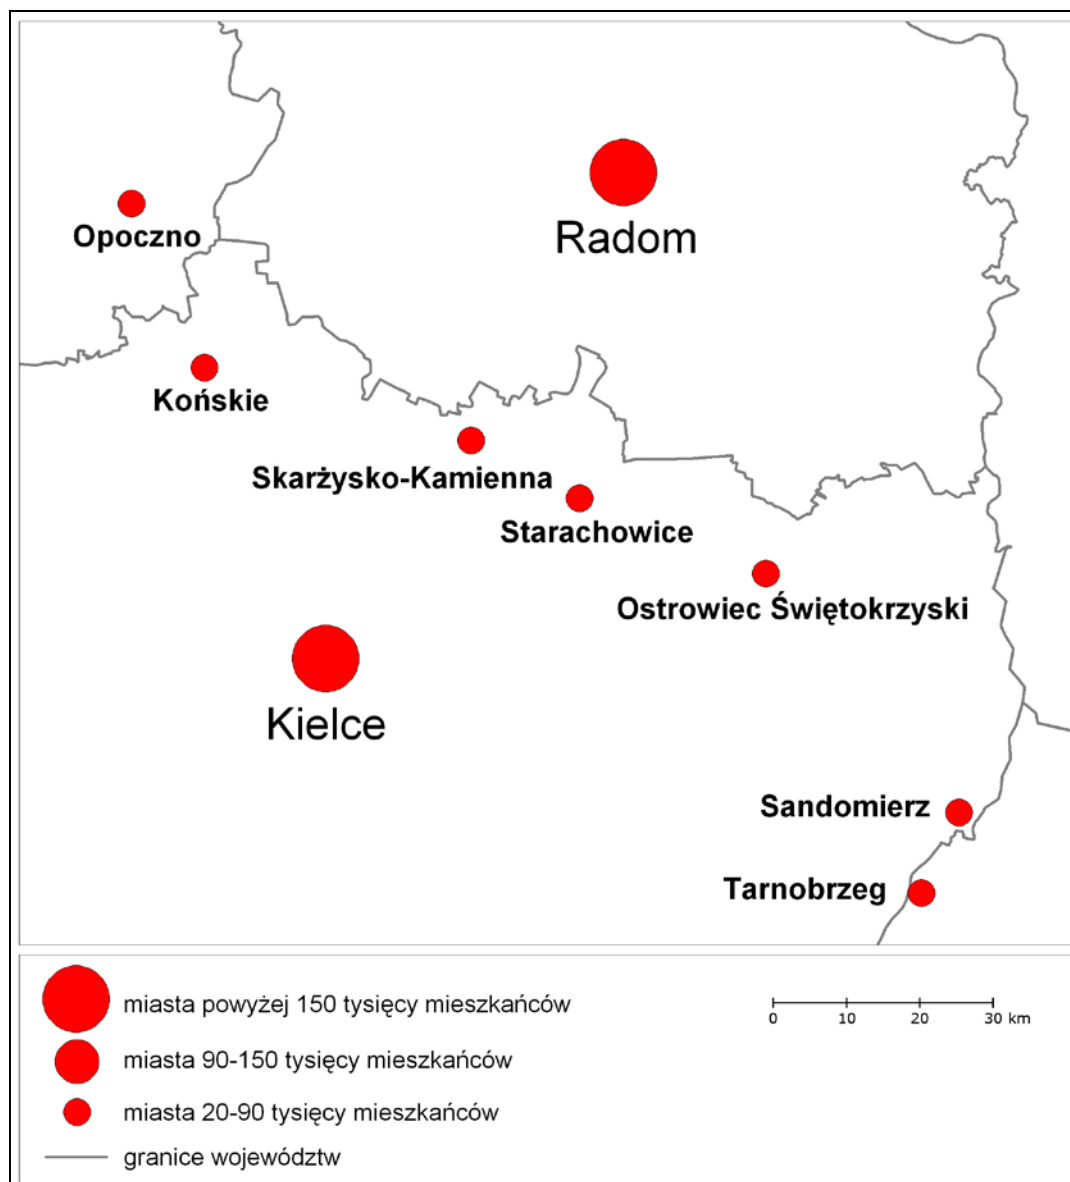 Opoczno
Radom
Końskie
Skarżysko-Kamienna
Starachowice
Ostrowiec Świętokrzyski
Kielce
Sandomierz
Tarnobrzeg
miasta powyżej 150 tysięcy mieszkańców
0 10 20 30 km
miasta 90-150 tysięcy mieszkańców
miasta 20-90 tysięcy mieszkańców
granice województw